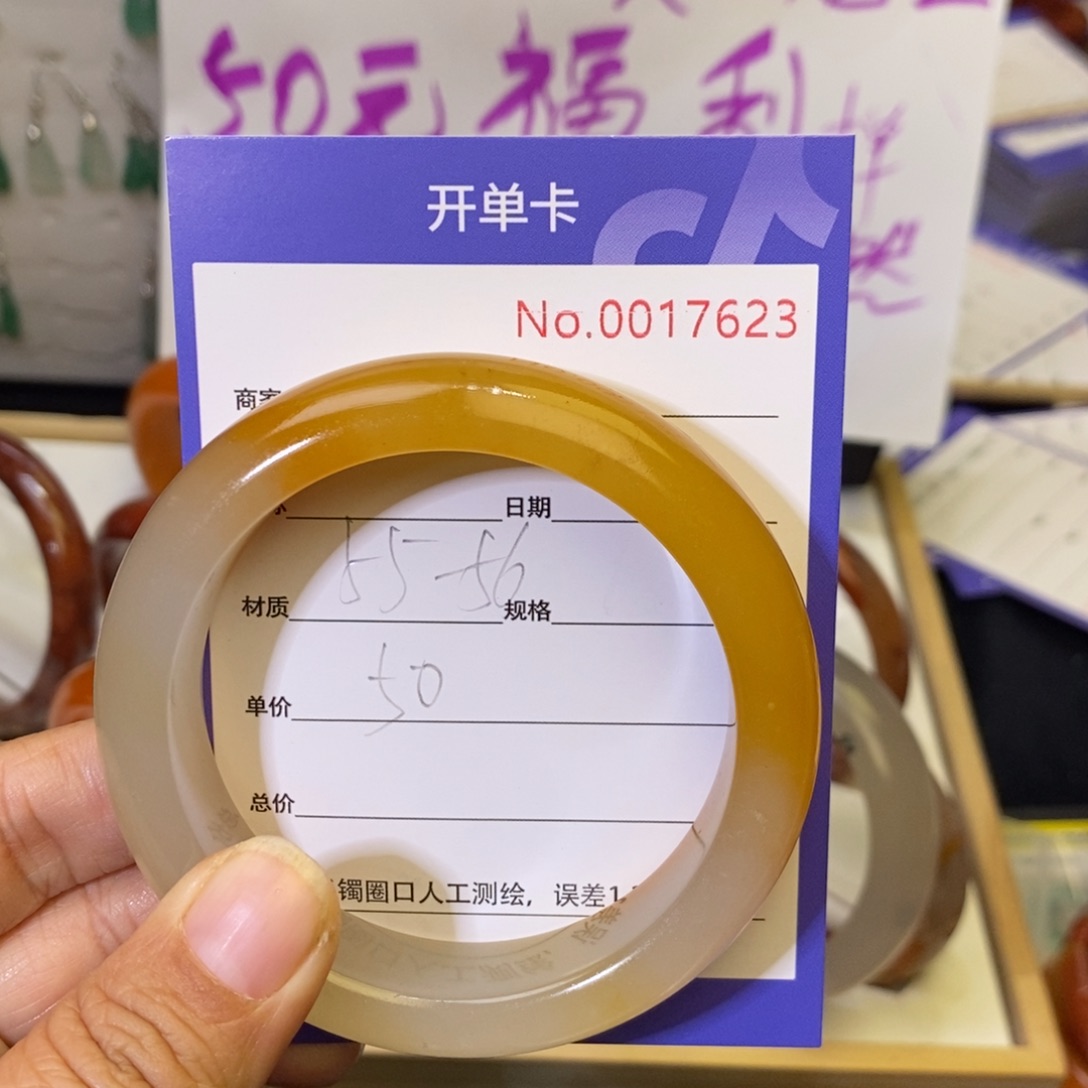 50元福利
开单卡
No.0017623
商家
日期
55-56
材质 规格
50
单价
总价
镯圈口人工测绘，误差1